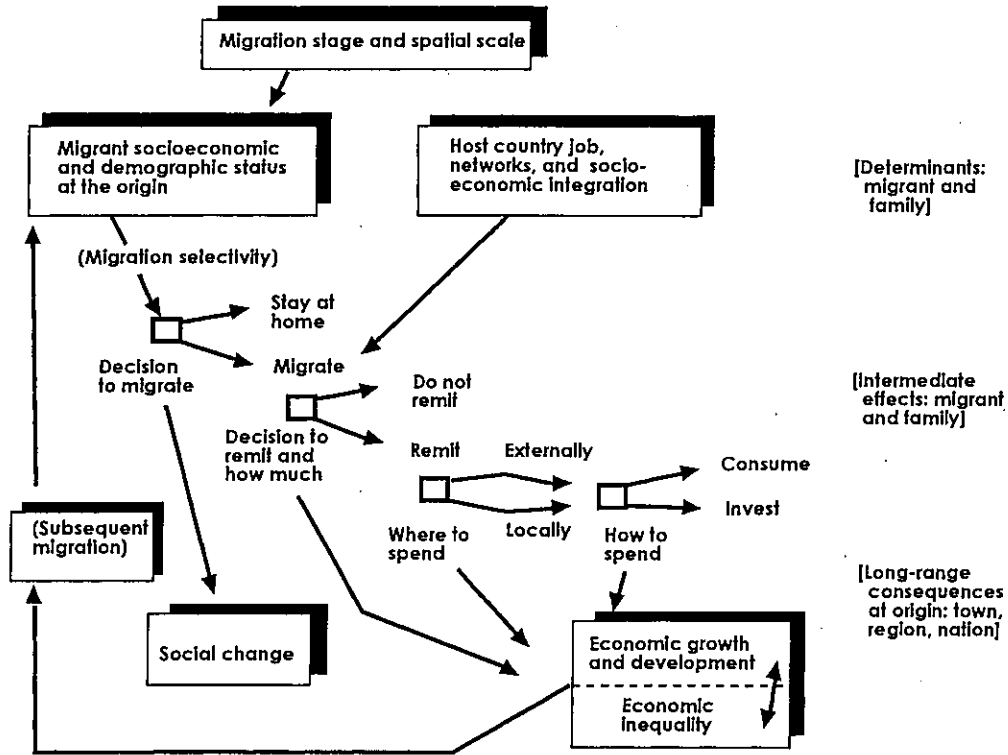 Migration stage and spatial scale
Migrant socioeconomic
and demographic status
at the origin
Host country job,
networks, and socio-
economic integration
[Determinants:
migrant and
family]
(Migration selectivity)
Stay at
home
Decision
to migrate
Migrate
Do not
remit
[Intermediate
effects: migrant
and family]
Decision to
remit and
how much
Remit
Externally
Locally
Consume
Invest
Where to
spend
How to
spend
(Subsequent
migration)
[Long-range
consequences
at origin: town,
region, nation]
Social change
Economic growth
and development
Economic
inequality